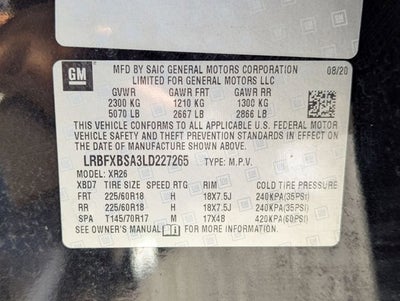 GM
MFD BY SAIC GENERAL MOTORS CORPORATION 08/20
LIMITED FOR GENERAL MOTORS LLC
GVWR GAWR FRT GAWR RR
2300 KG 1210 KG 1300 KG
5070 LB 2667 LB 2866 LB
THIS VEHICLE CONFORMS TO ALL APPLICABLE U.S. FEDERAL MOTOR
VEHICLE SAFETY AND THEFT PREVENTION STANDARDS IN EFFECT ON
THE DATE OF MANUFACTURE SHOWN ABOVE.
LRBFXBSA3LD227265 TYPE: M.P.V.
MODEL: XR26
XBD7 TIRE SIZE SPEED RTG RIM COLD TIRE PRESSURE
FRT 225/60R18 H 18X7.5J 240KPA(35PSI)
RR 225/60R18 H 18X7.5J 240KPA(35PSI)
SPA T145/70R17 M 17X4B 420KPA(60PSI)
SEE OWNER'S MANUAL FOR MORE INFORMATION.